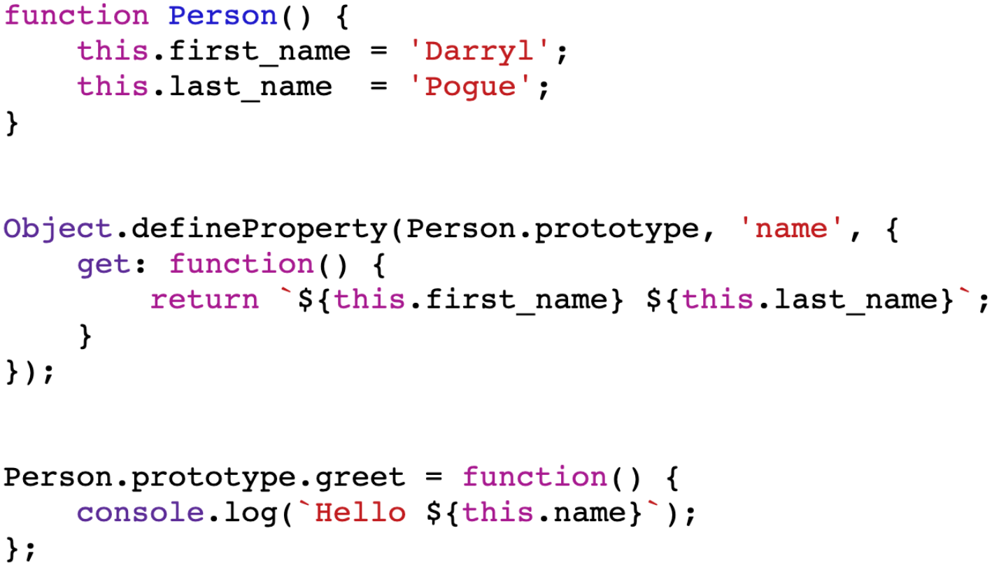 function Person() {
    this.first_name = 'Darryl';
    this.last_name  = 'Pogue';
}
Object.defineProperty(Person.prototype, 'name', {
    get: function() {
        return `${this.first_name} ${this.last_name}`;
    }
});
Person.prototype.greet = function() {
    console.log(`Hello ${this.name}`);
};